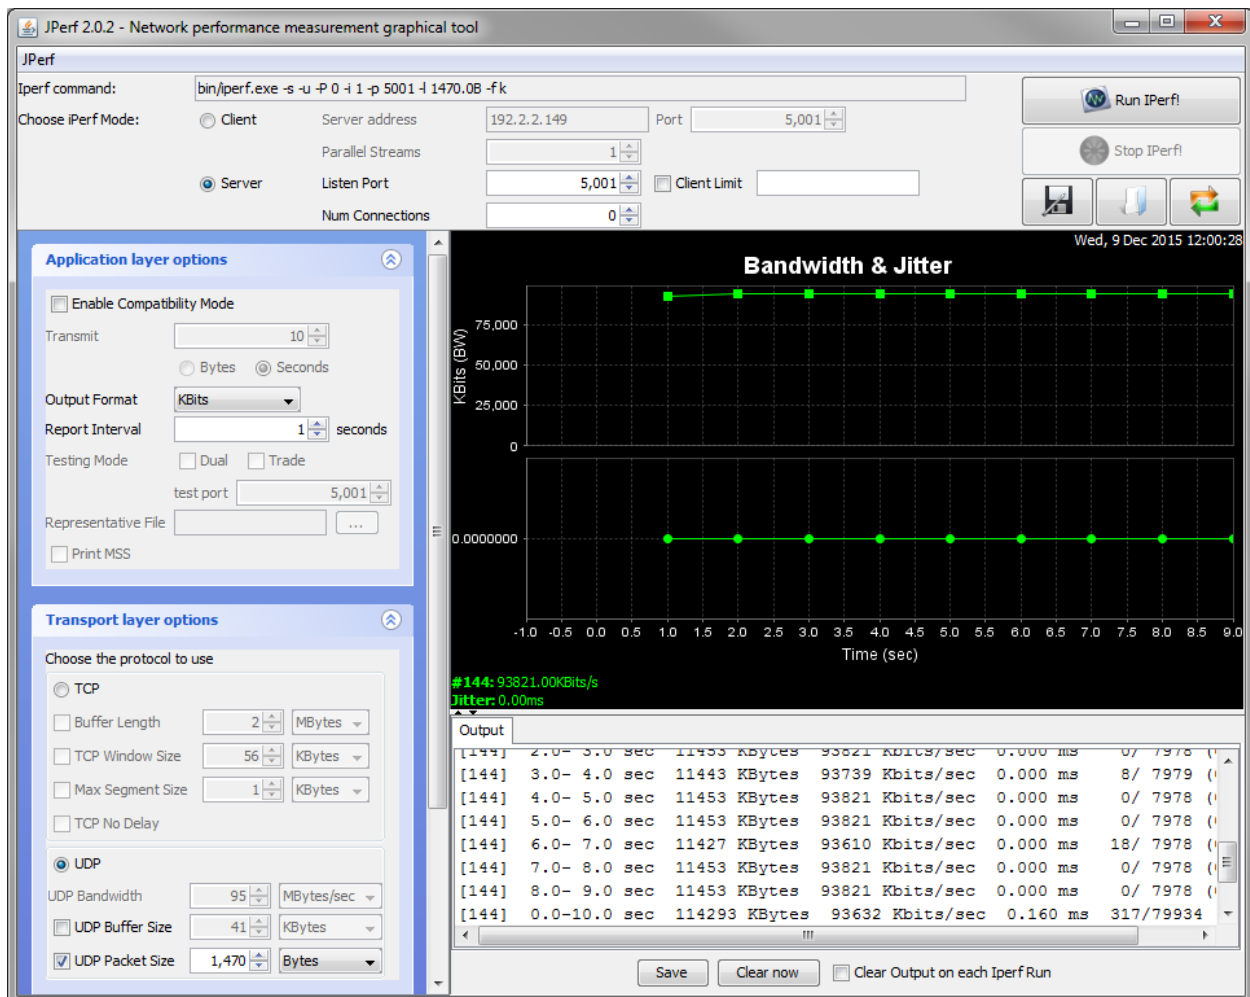 JPerf 2.0.2 - Network performance measurement graphical tool
JPerf
Iperf command: bin/iperf.exe -s -u -P 0 -i 1 -p 5001 -l 1470.0B -f k
Run IPerf!
Choose iPerf Mode: Client Server address 192.2.2.149 Port 5,001
Parallel Streams 1
Stop IPerf!
Server Listen Port 5,001 Client Limit
Num Connections 0
Application layer options
Enable Compatibility Mode
Transmit 10
Bytes Seconds
Output Format KBits
Report Interval 1 seconds
Testing Mode Dual Trade
test port 5,001
Representative File ...
Print MSS
Transport layer options
Choose the protocol to use
TCP
Buffer Length 2 MBytes
TCP Window Size 56 KBytes
Max Segment Size 1 KBytes
TCP No Delay
UDP
UDP Bandwidth 95 MBytes/sec
UDP Buffer Size 41 KBytes
UDP Packet Size 1,470 Bytes
Wed, 9 Dec 2015 12:00:28
Bandwidth & Jitter
KBits (BW)
75,000
50,000
25,000
0
0.0000000
-1.0 -0.5 0.0 0.5 1.0 1.5 2.0 2.5 3.0 3.5 4.0 4.5 5.0 5.5 6.0 6.5 7.0 7.5 8.0 8.5 9.0
Time (sec)
#144: 93821.00KBits/s
Jitter: 0.00ms
Output
[144] 2.0- 3.0 sec 11453 KBytes 93821 Kbits/sec 0.000 ms 0/ 7978 (
[144] 3.0- 4.0 sec 11443 KBytes 93739 Kbits/sec 0.000 ms 8/ 7979 (
[144] 4.0- 5.0 sec 11453 KBytes 93821 Kbits/sec 0.000 ms 0/ 7978 (
[144] 5.0- 6.0 sec 11453 KBytes 93821 Kbits/sec 0.000 ms 0/ 7978 (
[144] 6.0- 7.0 sec 11427 KBytes 93610 Kbits/sec 0.000 ms 18/ 7978 (
[144] 7.0- 8.0 sec 11453 KBytes 93821 Kbits/sec 0.000 ms 0/ 7978 (
[144] 8.0- 9.0 sec 11453 KBytes 93821 Kbits/sec 0.000 ms 0/ 7978 (
[144] 0.0-10.0 sec 114293 KBytes 93632 Kbits/sec 0.160 ms 317/79934
Save Clear now Clear Output on each Iperf Run